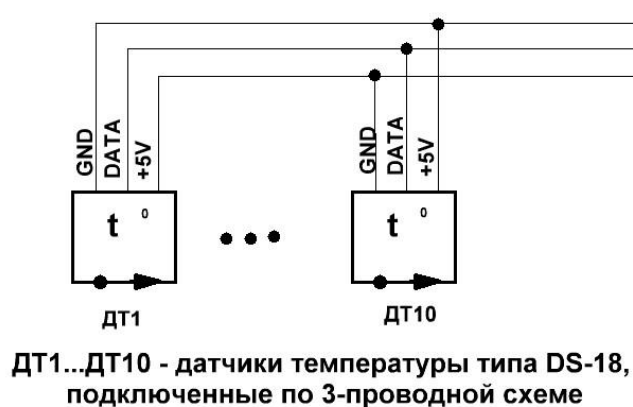 GND DATA +5V GND DATA +5V
t 0 t 0
ДТ1 ДТ10
ДТ1...ДТ10 - датчики температуры типа DS-18,
подключенные по 3-проводной схеме